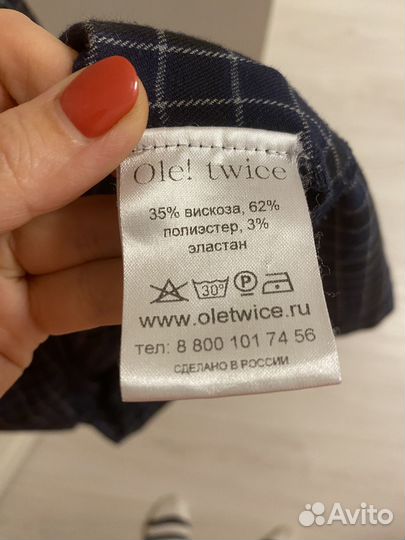 Ole! twice
35% вискоза, 62%
полиэстер, 3%
эластан
30° P
www.oletwice.ru
тел: 8 800 101 74 56
СДЕЛАНО В РОССИИ
Avito